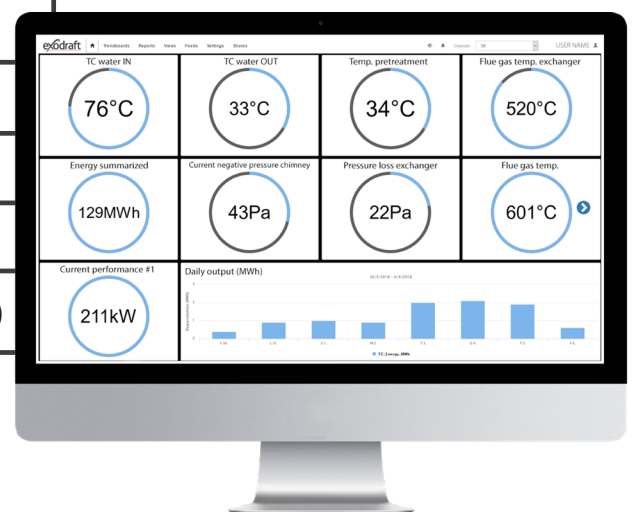 exodraft
Trendboards Reports Views Feeds Settings Shares
Channels
USER NAME
TC water IN
76°C
TC water OUT
33°C
Temp. pretreatment
34°C
Flue gas temp. exchanger
520°C
Energy summarized
129MWh
Current negative pressure chimney
43Pa
Pressure loss exchanger
22Pa
Flue gas temp.
601°C
Current performance #1
211kW
Daily output (MWh)
TC_Energy_MWh